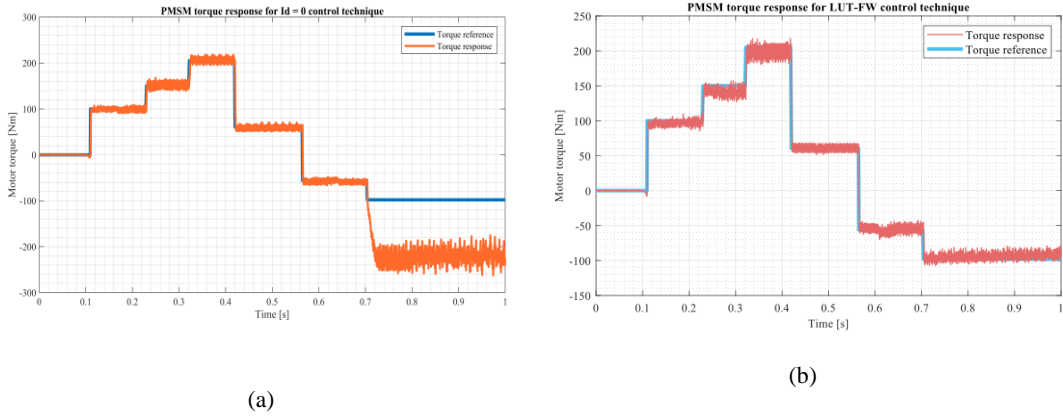 PMSM torque response for Id = 0 control technique
300
200
100
0
-100
-200
-300
Motor torque [Nm]
0 0.1 0.2 0.3 0.4 0.5 0.6 0.7 0.8 0.9 1
Time [s]
Torque reference
Torque response
(a)
PMSM torque response for LUT-FW control technique
250
200
150
100
50
0
-50
-100
-150
Motor torque [Nm]
0 0.1 0.2 0.3 0.4 0.5 0.6 0.7 0.8 0.9 1
Time [s]
Torque response
Torque reference
(b)